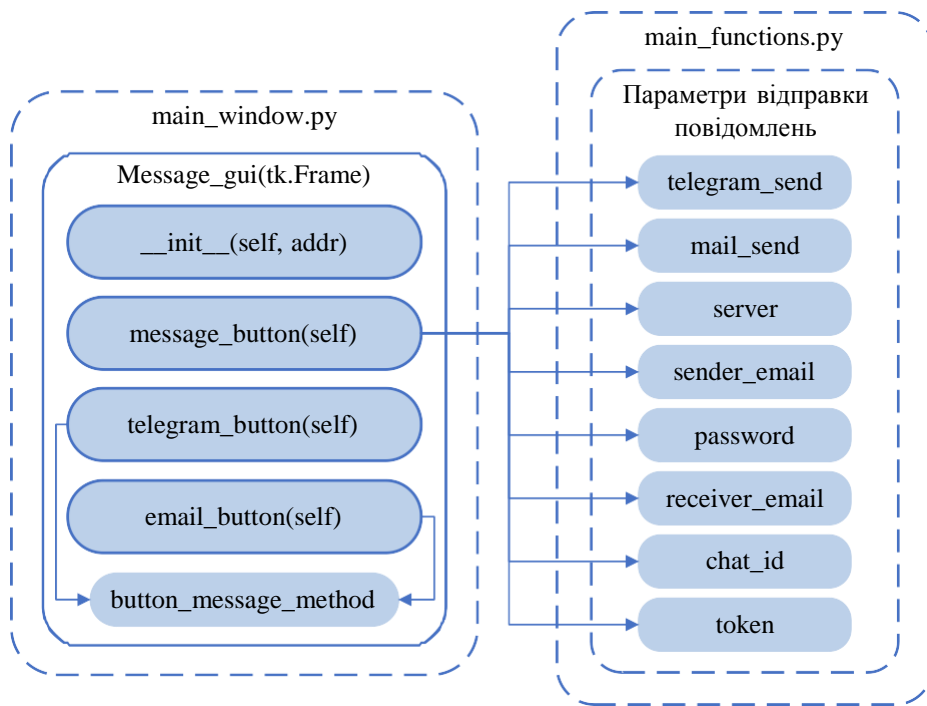 main_window.py
Message_gui(tk.Frame)
__init__(self, addr)
message_button(self)
telegram_button(self)
email_button(self)
button_message_method
main_functions.py
Параметри відправки
повідомлень
telegram_send
mail_send
server
sender_email
password
receiver_email
chat_id
token